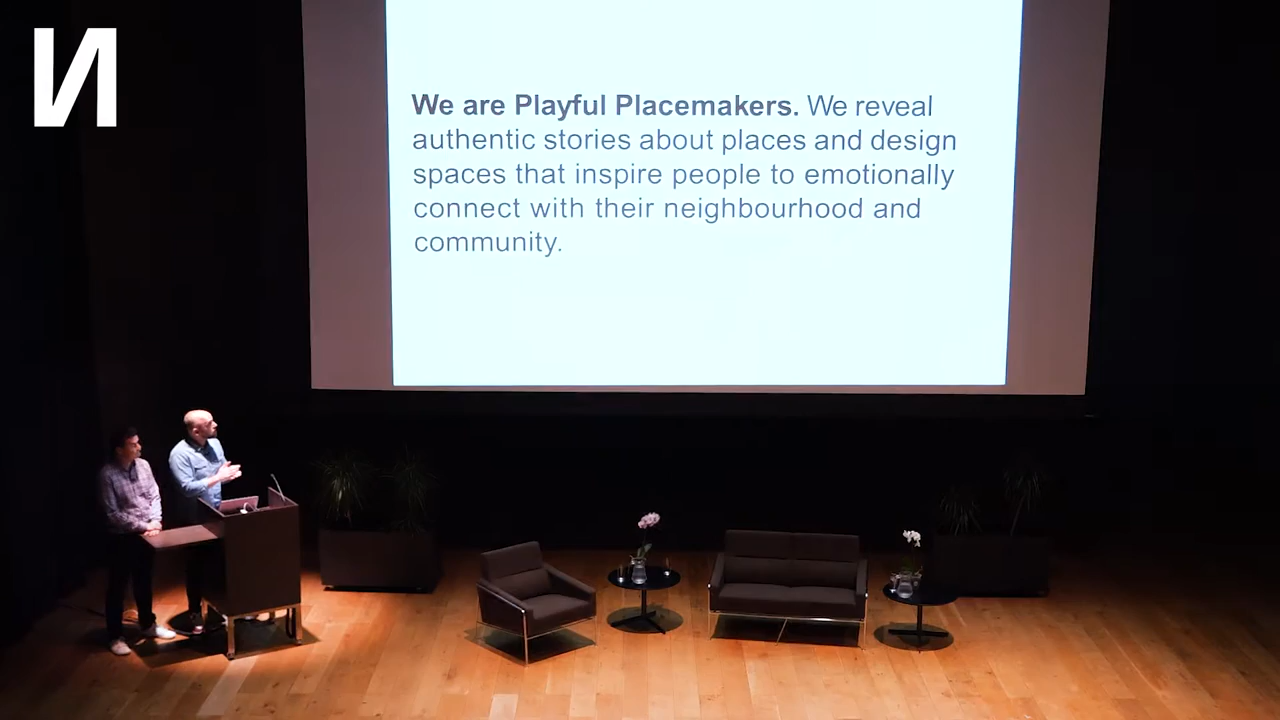 И
We are Playful Placemakers. We reveal
authentic stories about places and design
spaces that inspire people to emotionally
connect with their neighbourhood and
community.